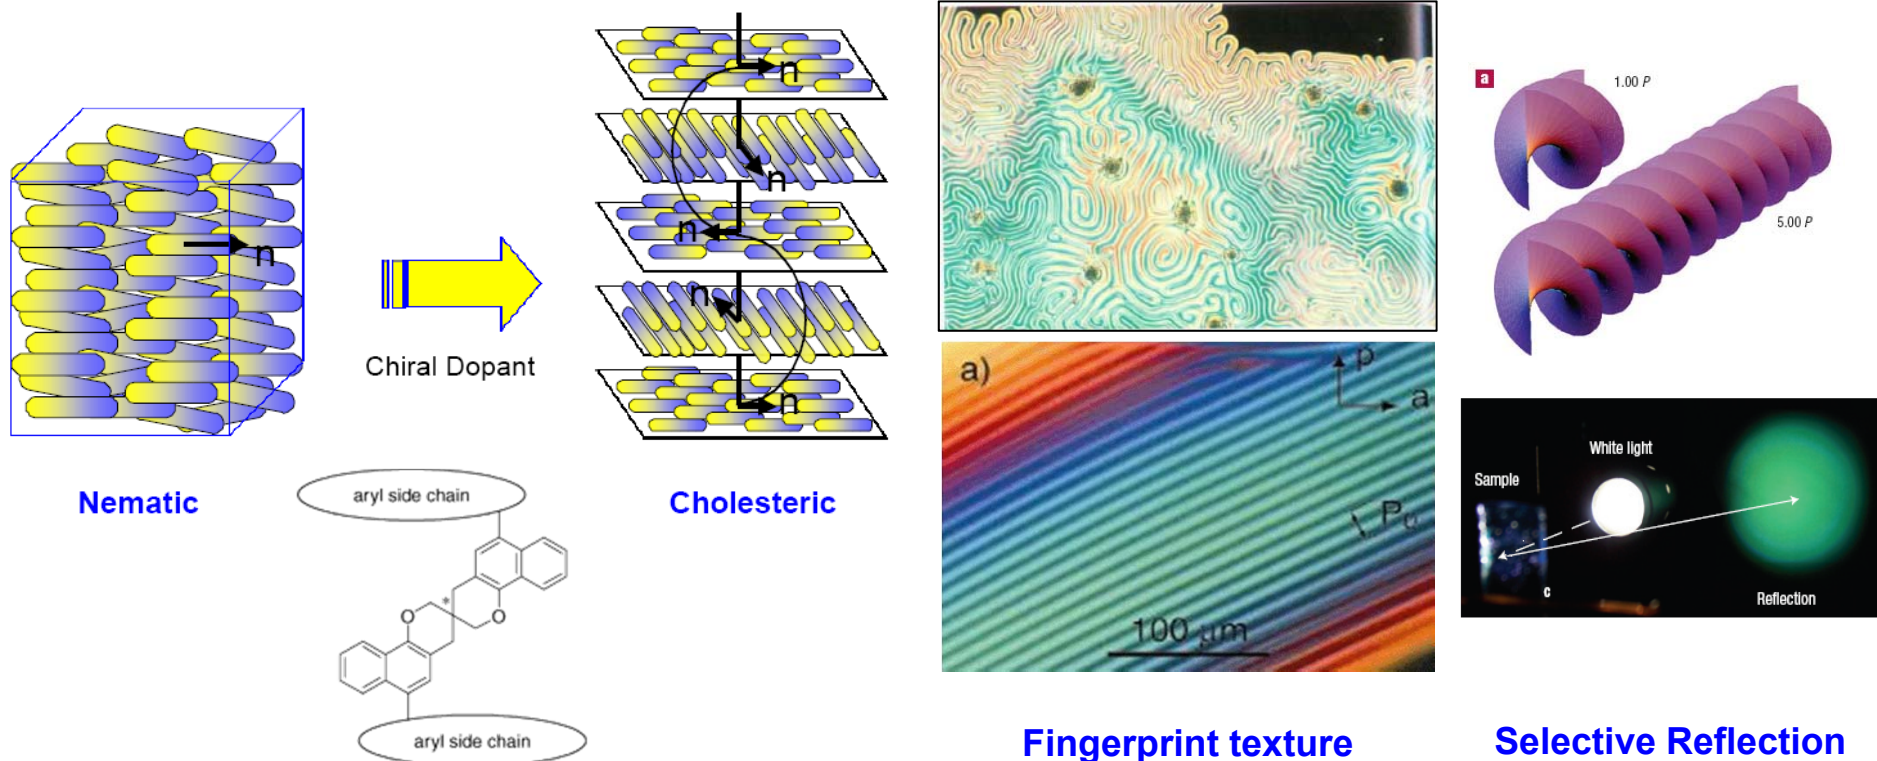 n
Chiral Dopant
Nematic
n
n
n
n
n
Cholesteric
aryl side chain
*
O
O
aryl side chain
a)
p
a
P₀
100 μm
Fingerprint texture
a
1.00 P
5.00 P
White light
Sample
c
Reflection
Selective Reflection